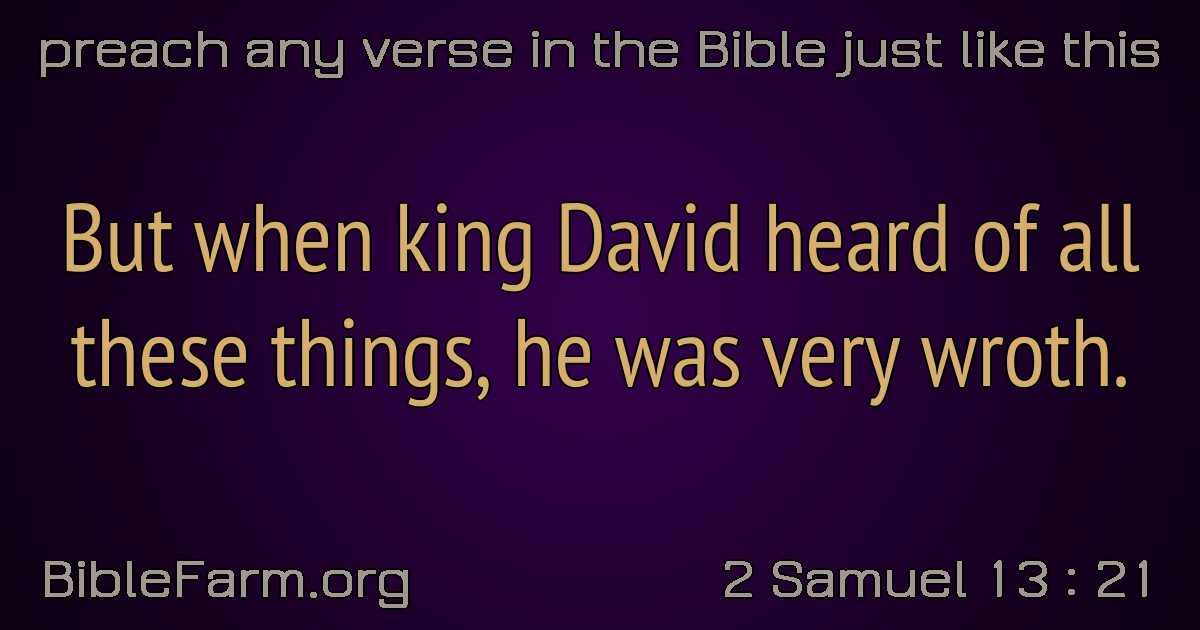 preach any verse in the Bible just like this
But when king David heard of all
these things, he was very wroth.
BibleFarm.org
2 Samuel 13 : 21